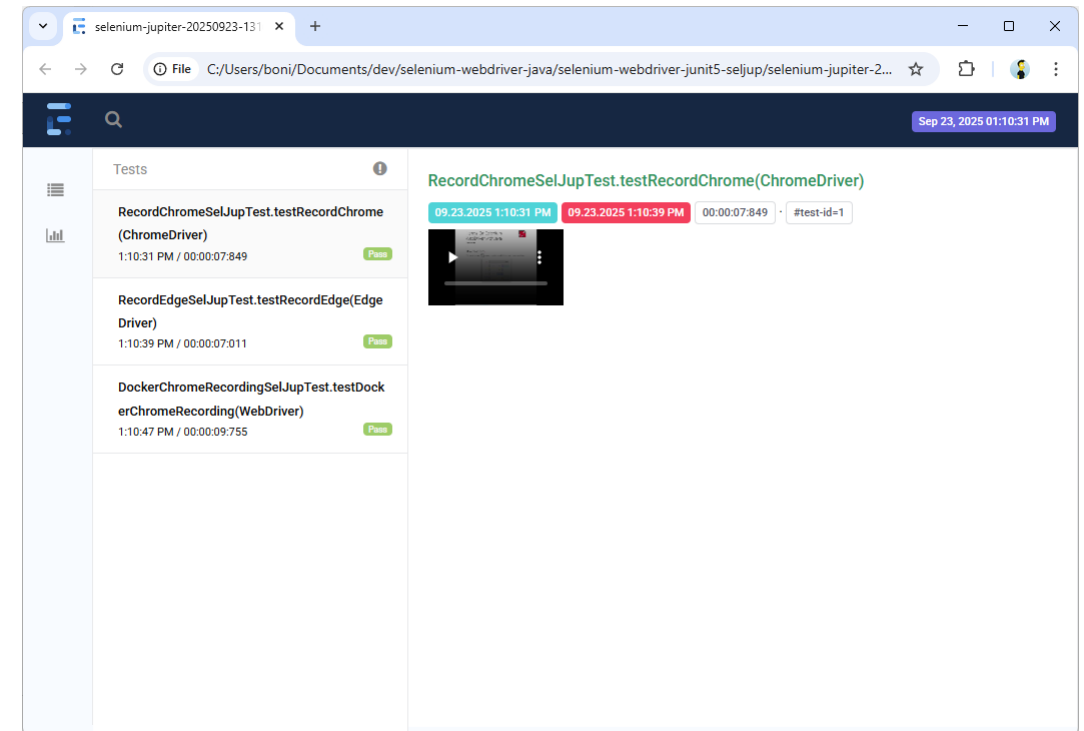 selenium-jupiter-20250923-131
File
C:/Users/boni/Documents/dev/selenium-webdriver-java/selenium-webdriver-junit5-seljup/selenium-jupiter-2...
Sep 23, 2025 01:10:31 PM
Tests
RecordChromeSelJupTest.testRecordChrome
(ChromeDriver)
1:10:31 PM / 00:00:07:849
Pass
RecordEdgeSelJupTest.testRecordEdge(Edge
Driver)
1:10:39 PM / 00:00:07:011
Pass
DockerChromeRecordingSelJupTest.testDock
erChromeRecording(WebDriver)
1:10:47 PM / 00:00:09:755
Pass
RecordChromeSelJupTest.testRecordChrome(ChromeDriver)
09.23.2025 1:10:31 PM 09.23.2025 1:10:39 PM 00:00:07:849 · #test-id=1